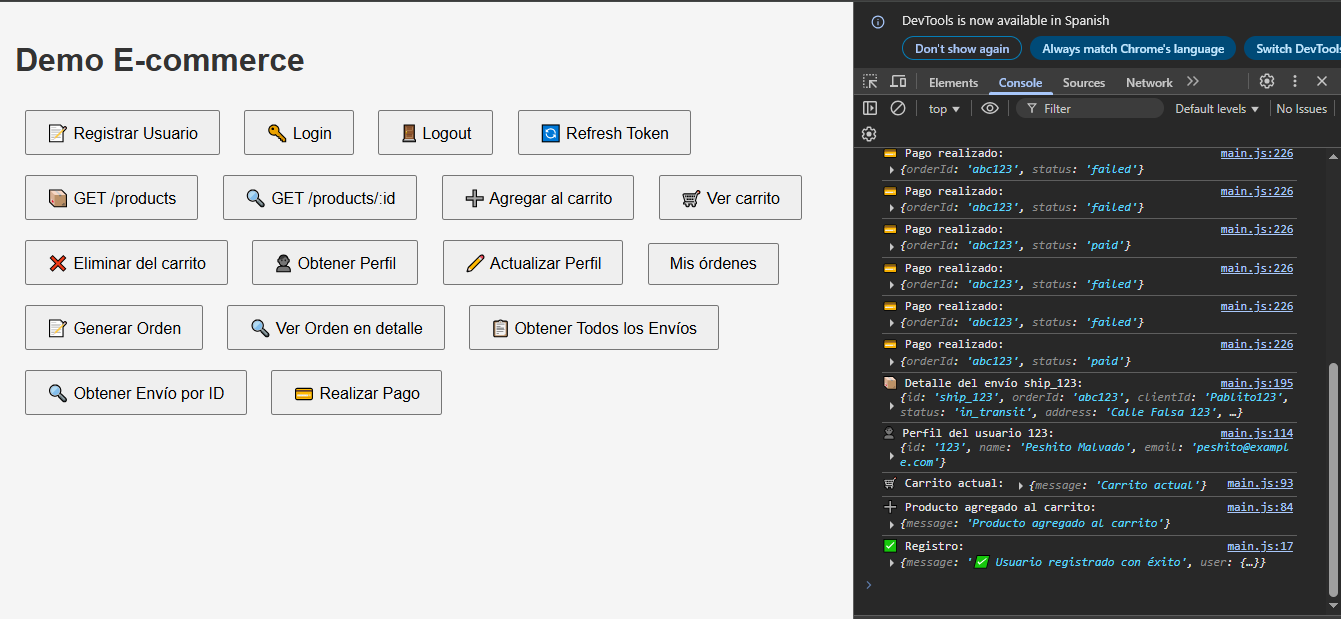 Demo E-commerce
📝 Registrar Usuario
🔑 Login
🚪 Logout
🔄 Refresh Token
📦 GET /products
🔍 GET /products/:id
➕ Agregar al carrito
🛒 Ver carrito
❌ Eliminar del carrito
👤 Obtener Perfil
✏️ Actualizar Perfil
Mis órdenes
📝 Generar Orden
🔍 Ver Orden en detalle
📋 Obtener Todos los Envíos
🔍 Obtener Envío por ID
💳 Realizar Pago
DevTools is now available in Spanish
Don't show again
Always match Chrome's language
Switch DevTools
Elements
Console
Sources
Network
top
Filter
Default levels
No Issues
💳 Pago realizado: main.js:226
▶ {orderId: 'abc123', status: 'failed'}
💳 Pago realizado: main.js:226
▶ {orderId: 'abc123', status: 'failed'}
💳 Pago realizado: main.js:226
▶ {orderId: 'abc123', status: 'paid'}
💳 Pago realizado: main.js:226
▶ {orderId: 'abc123', status: 'failed'}
💳 Pago realizado: main.js:226
▶ {orderId: 'abc123', status: 'failed'}
💳 Pago realizado: main.js:226
▶ {orderId: 'abc123', status: 'paid'}
📦 Detalle del envío ship_123: main.js:195
{id: 'ship_123', orderId: 'abc123', clientId: 'Pablito123',
▶ status: 'in_transit', address: 'Calle Falsa 123', …}
👤 Perfil del usuario 123: main.js:114
{id: '123', name: 'Peshito Malvado', email: 'peshito@exampl
▶ e.com'}
🛒 Carrito actual: ▶ {message: 'Carrito actual'} main.js:93
➕ Producto agregado al carrito: main.js:84
▶ {message: 'Producto agregado al carrito'}
✅ Registro: main.js:17
▶ {message: '✅ Usuario registrado con éxito', user: {…}}